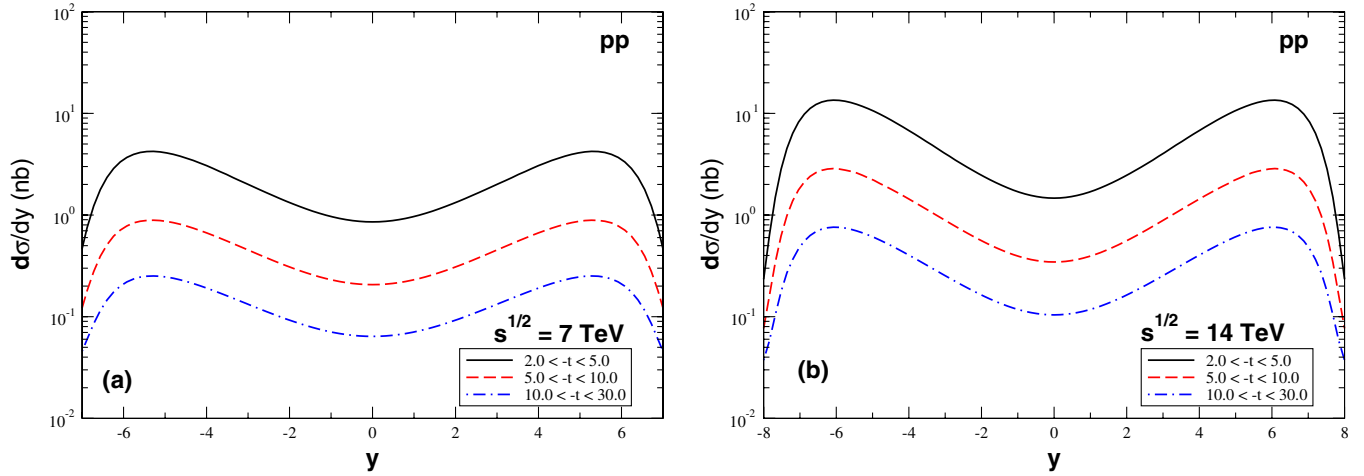 10^2
10^1
10^0
10^-1
10^-2
dσ/dy (nb)
pp
s^1/2 = 7 TeV
2.0 < -t < 5.0
5.0 < -t < 10.0
10.0 < -t < 30.0
(a)
-6 -4 -2 0 2 4 6
y
10^2
10^1
10^0
10^-1
10^-2
dσ/dy (nb)
pp
s^1/2 = 14 TeV
2.0 < -t < 5.0
5.0 < -t < 10.0
10.0 < -t < 30.0
(b)
-8 -6 -4 -2 0 2 4 6 8
y